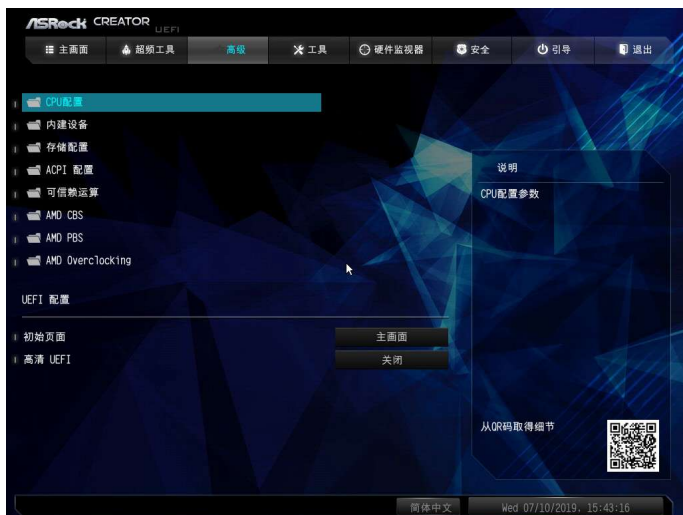 ASRock CREATOR UEFI
主画面 超频工具 高级 工具 硬件监视器 安全 引导 退出
CPU配置
内建设备
存储配置
ACPI 配置
可信赖运算
AMD CBS
AMD PBS
AMD Overclocking
UEFI 配置
初始页面 主画面
高清 UEFI 关闭
说明
CPU配置参数
从QR码取得细节
简体中文 Wed 07/10/2019, 15:43:16